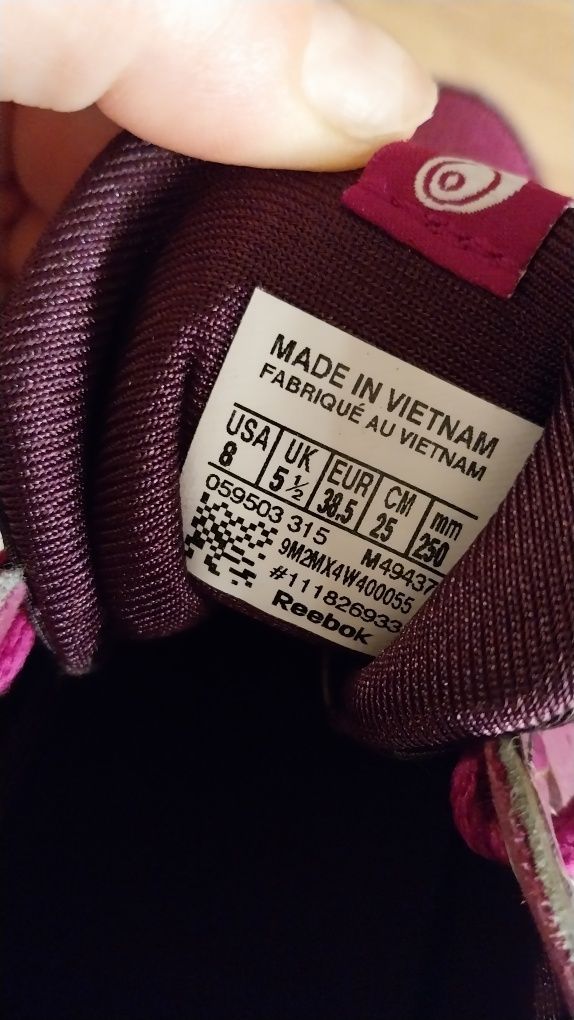 MADE IN VIETNAM
FABRIQUÉ AU VIETNAM
USA UK EUR CM mm
8 5 ½ 38.5 25 250
059503 315 M49437
9M2MX4W400055
#111826933
Reebok